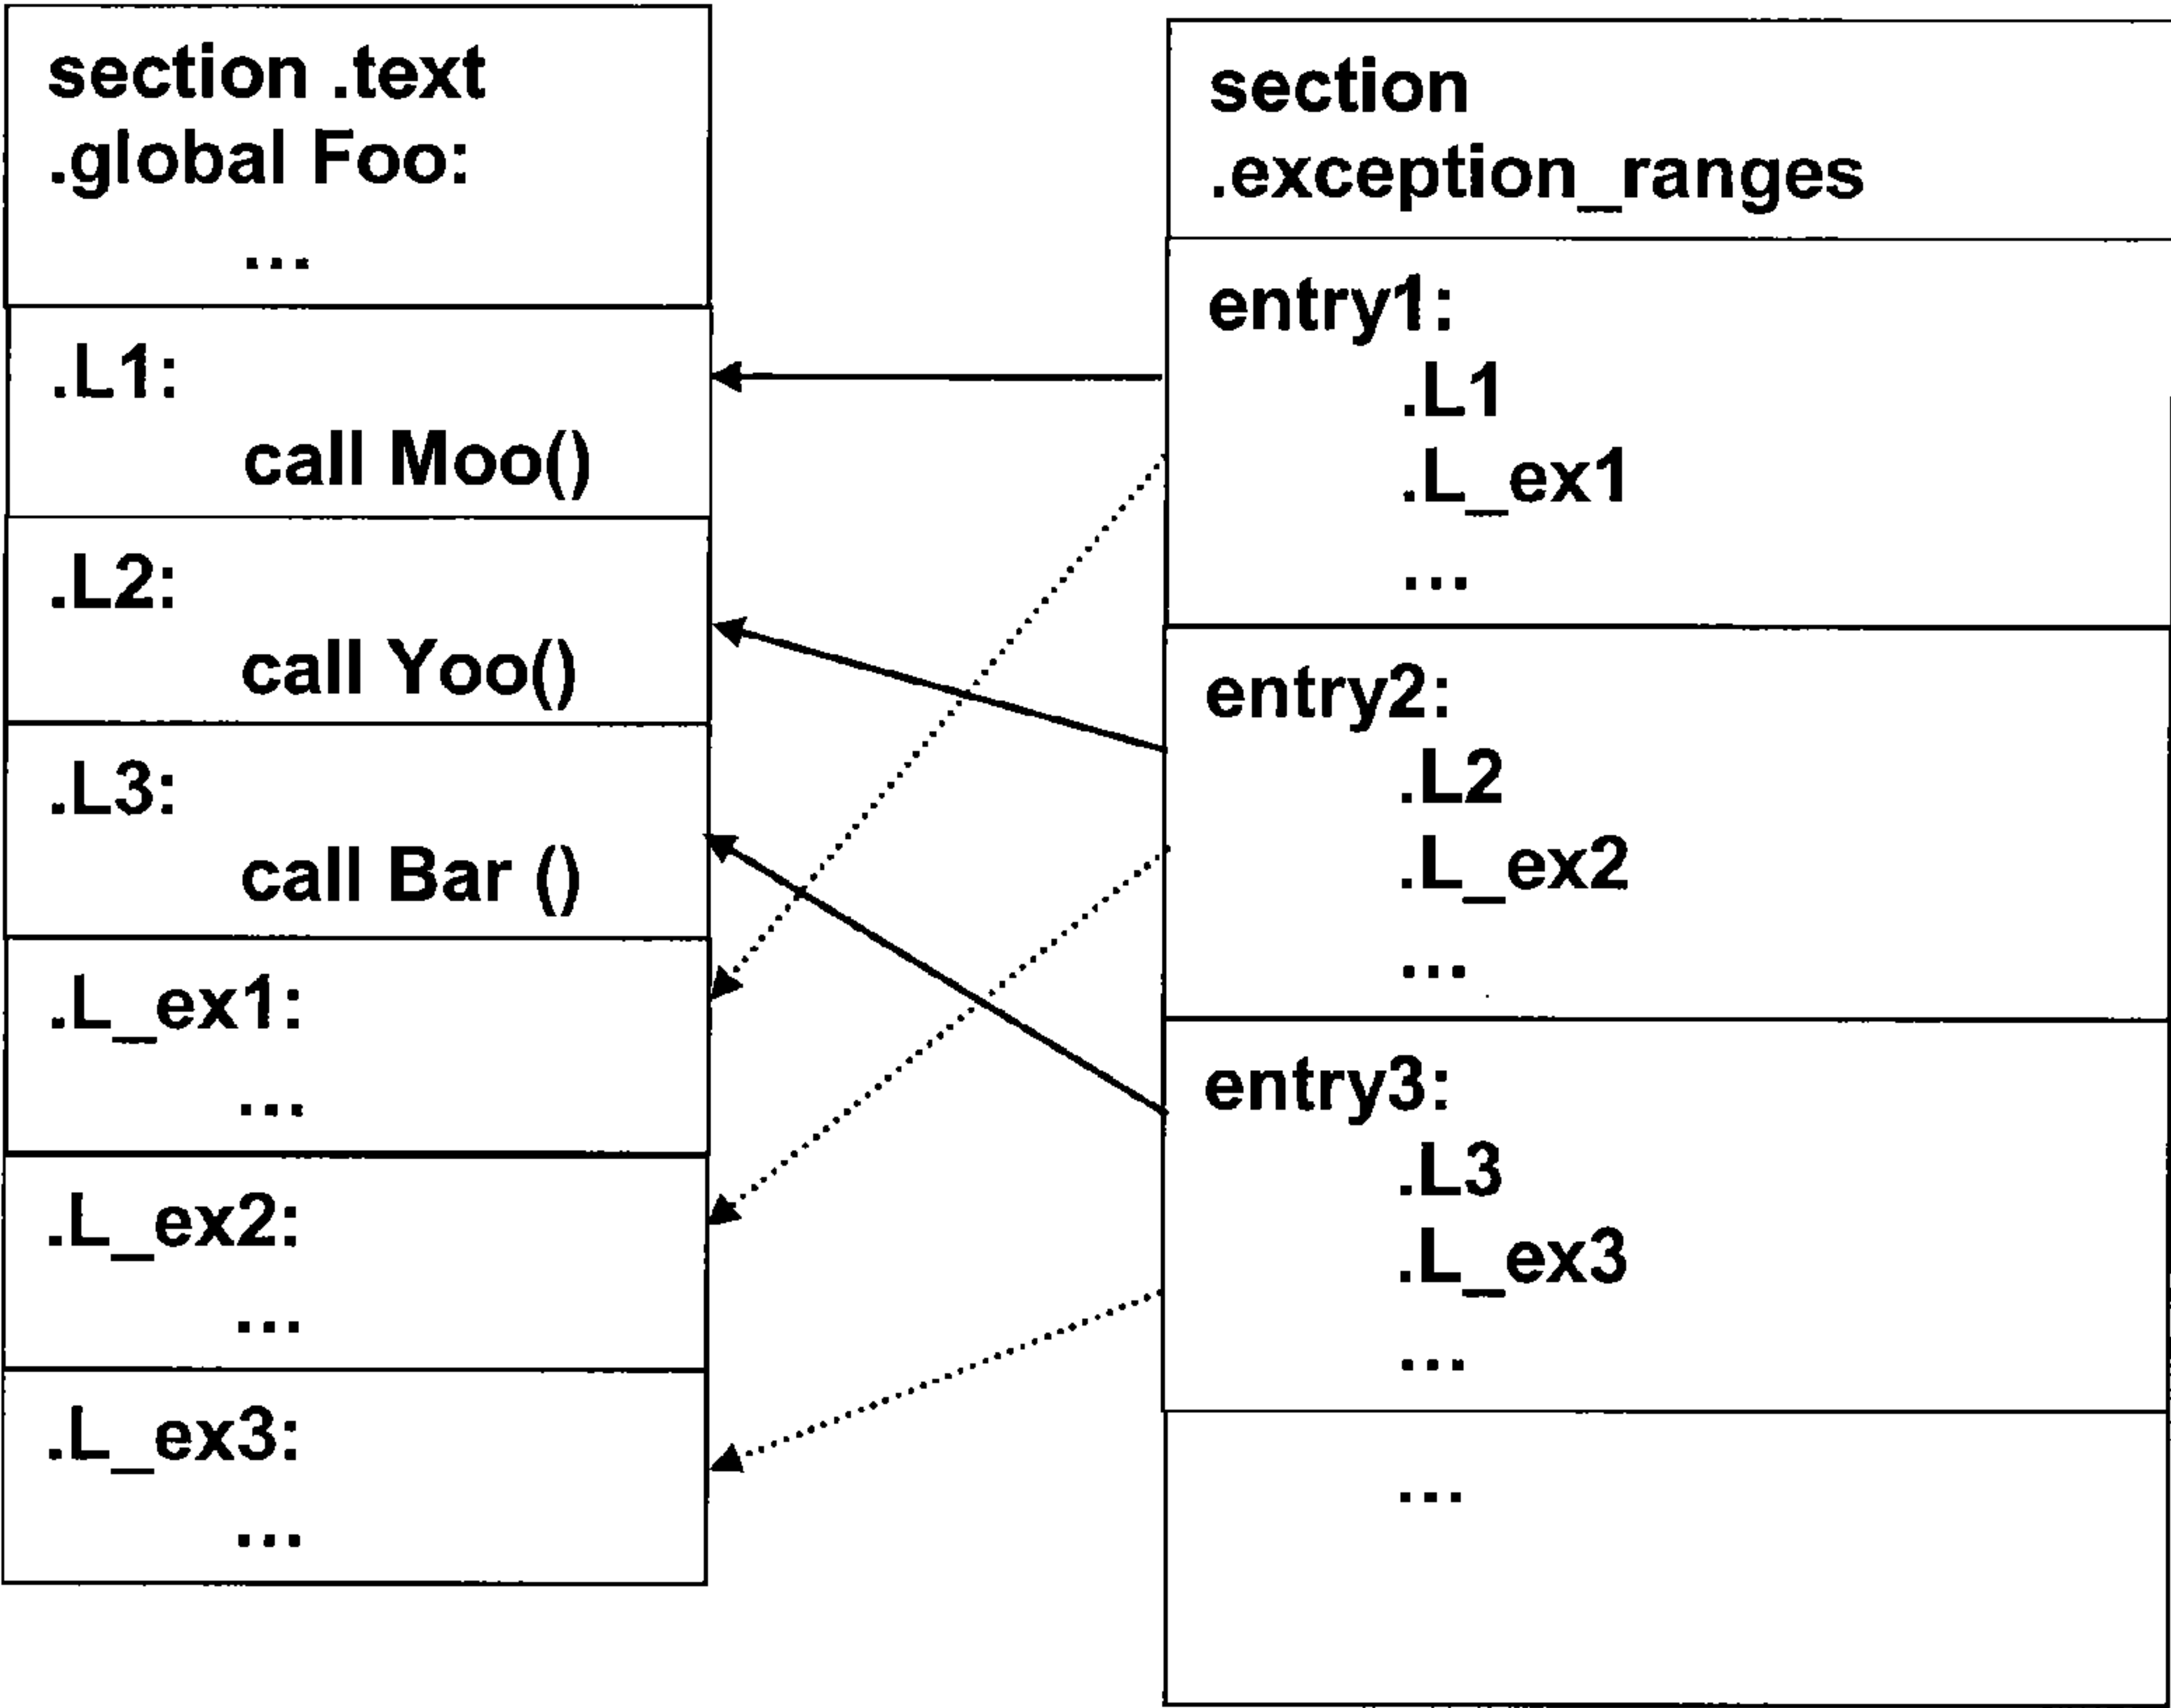 section .text
.global Foo:
...
.L1:
call Moo()
.L2:
call Yoo()
.L3:
call Bar ()
.L_ex1:
...
.L_ex2:
...
.L_ex3:
...
section
.exception_ranges
entry1:
.L1
.L_ex1
...
entry2:
.L2
.L_ex2
...
entry3:
.L3
.L_ex3
...
...